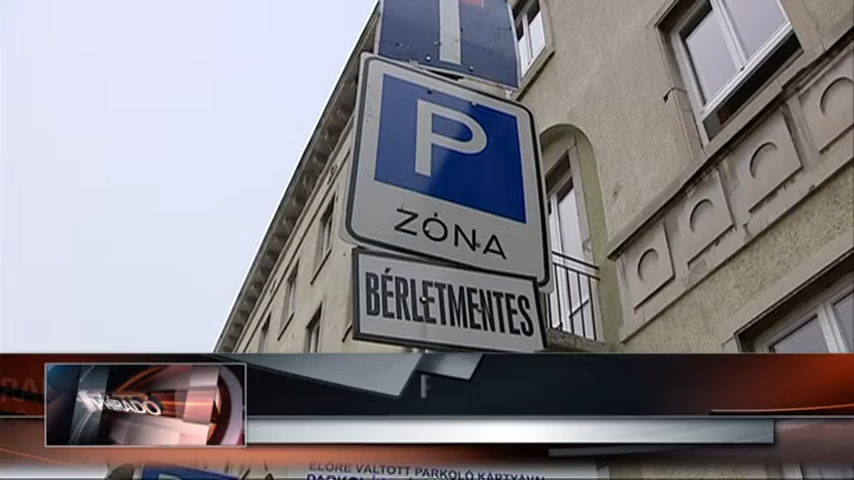 P
ZÓNA
BÉRLETMENTES
HÍRADÓ
ELŐRE VÁLTOTT PARKOLÓ KÁRTYÁVAL